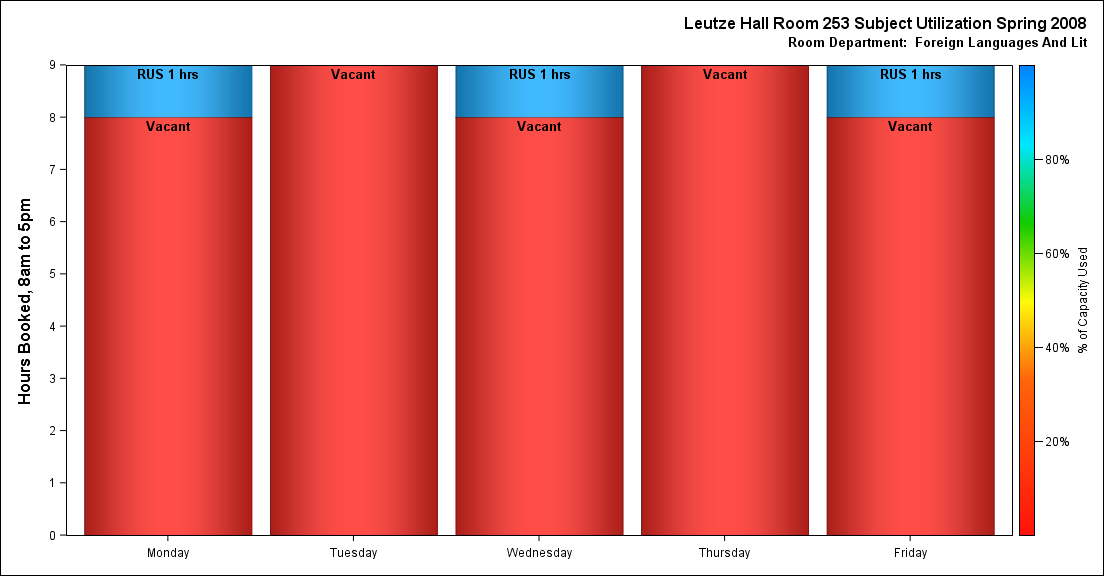 Leutze Hall Room 253 Subject Utilization Spring 2008
Room Department:  Foreign Languages And Lit
Hours Booked, 8am to 5pm
9
8
7
6
5
4
3
2
1
0
RUS 1 hrs
Vacant
Vacant
RUS 1 hrs
Vacant
Vacant
RUS 1 hrs
Vacant
Monday
Tuesday
Wednesday
Thursday
Friday
80%
60%
40%
20%
% of Capacity Used